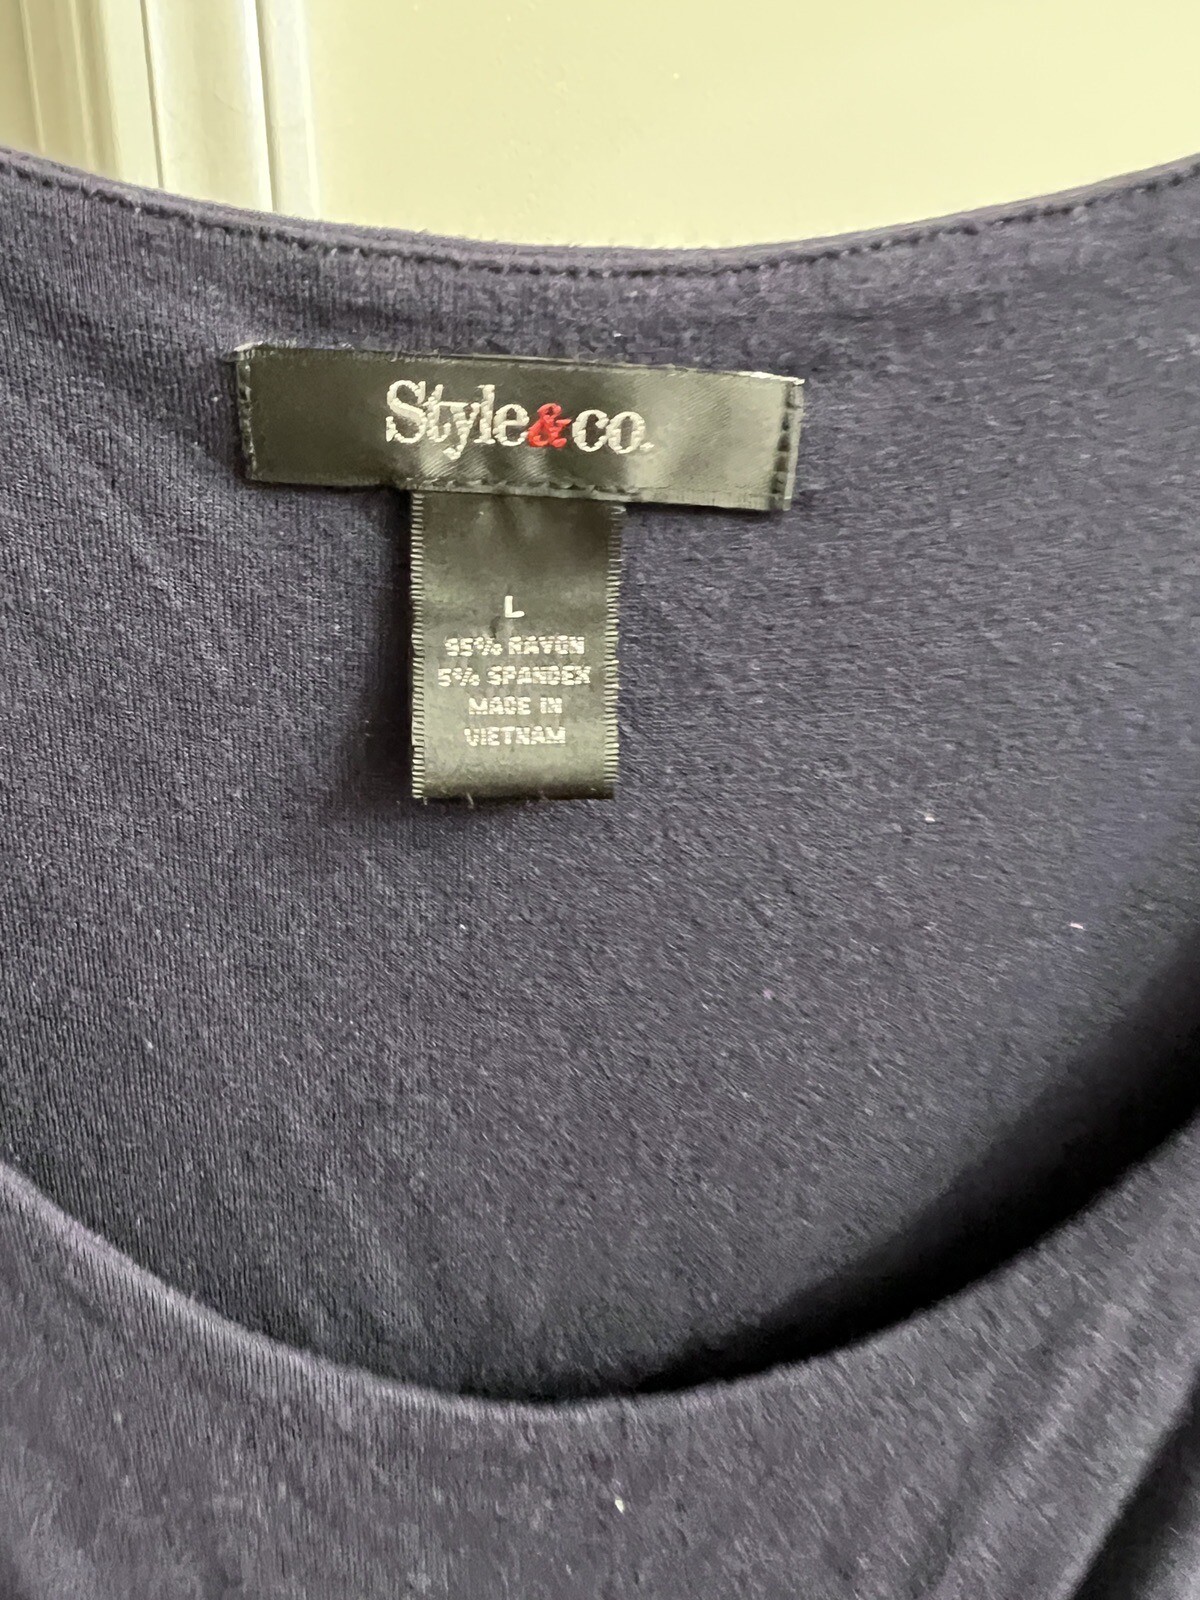 Style&co.
L
95% RAYON
5% SPANDEX
MADE IN
VIETNAM